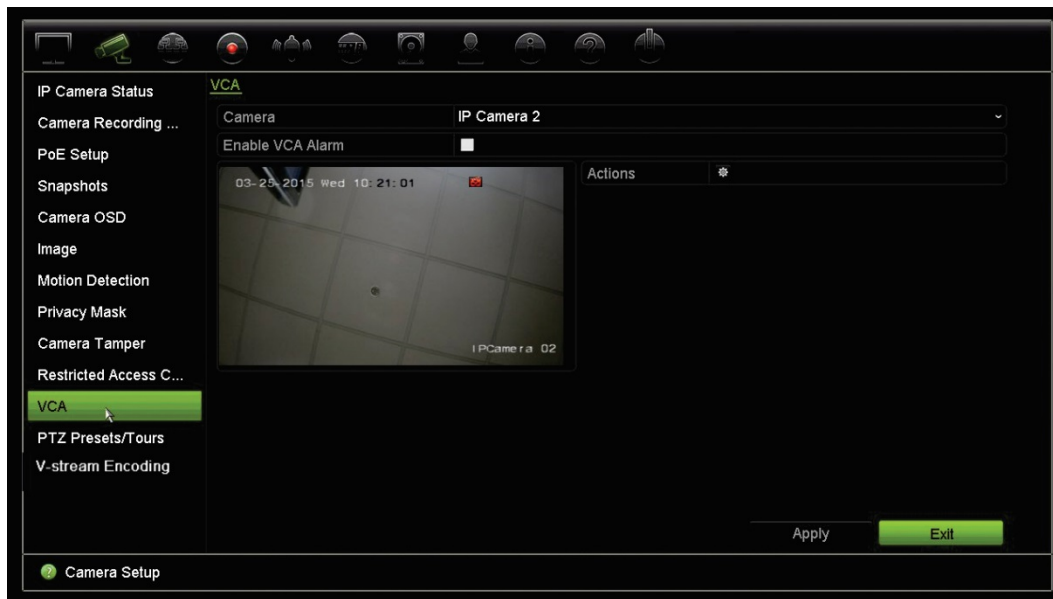 IP Camera Status
Camera Recording ...
PoE Setup
Snapshots
Camera OSD
Image
Motion Detection
Privacy Mask
Camera Tamper
Restricted Access C...
VCA
PTZ Presets/Tours
V-stream Encoding
VCA
Camera IP Camera 2
Enable VCA Alarm
03-25-2015 Wed 10:21:01
IPCamera 02
Actions
Apply
Exit
Camera Setup